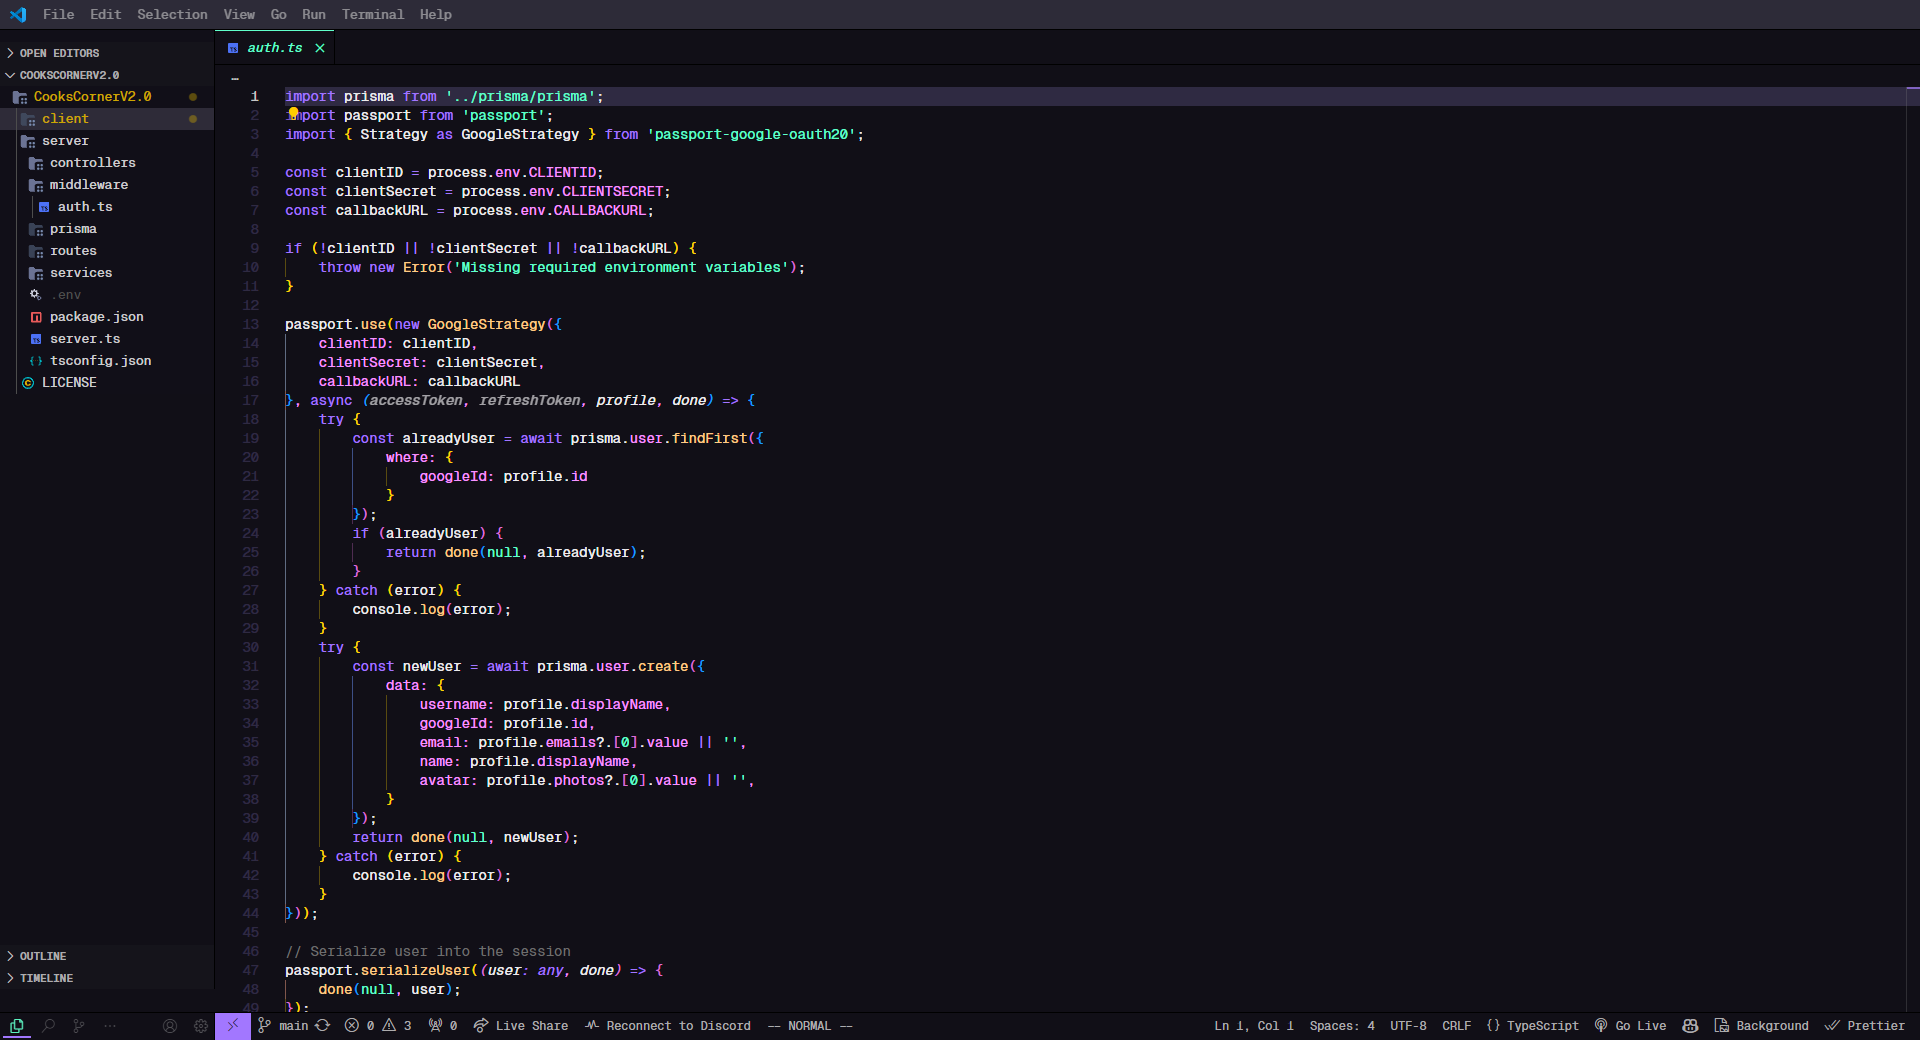 File Edit Selection View Go Run Terminal Help
OPEN EDITORS
COOKSCORNERV2.0
CooksCornerV2.0
client
server
controllers
middleware
auth.ts
prisma
routes
services
.env
package.json
server.ts
tsconfig.json
LICENSE
OUTLINE
TIMELINE
auth.ts
…
1 import prisma from '../prisma/prisma';
2 import passport from 'passport';
3 import { Strategy as GoogleStrategy } from 'passport-google-oauth20';
4
5 const clientID = process.env.CLIENTID;
6 const clientSecret = process.env.CLIENTSECRET;
7 const callbackURL = process.env.CALLBACKURL;
8
9 if (!clientID || !clientSecret || !callbackURL) {
10 throw new Error('Missing required environment variables');
11 }
12
13 passport.use(new GoogleStrategy({
14 clientID: clientID,
15 clientSecret: clientSecret,
16 callbackURL: callbackURL
17 }, async (accessToken, refreshToken, profile, done) => {
18 try {
19 const alreadyUser = await prisma.user.findFirst({
20 where: {
21 googleId: profile.id
22 }
23 });
24 if (alreadyUser) {
25 return done(null, alreadyUser);
26 }
27 } catch (error) {
28 console.log(error);
29 }
30 try {
31 const newUser = await prisma.user.create({
32 data: {
33 username: profile.displayName,
34 googleId: profile.id,
35 email: profile.emails?.[0].value || '',
36 name: profile.displayName,
37 avatar: profile.photos?.[0].value || '',
38 }
39 });
40 return done(null, newUser);
41 } catch (error) {
42 console.log(error);
43 }
44 }));
45
46 // Serialize user into the session
47 passport.serializeUser((user: any, done) => {
48 done(null, user);
49 });
main 0 3 0 Live Share Reconnect to Discord -- NORMAL -- Ln 1, Col 1 Spaces: 4 UTF-8 CRLF {} TypeScript Go Live Background Prettier